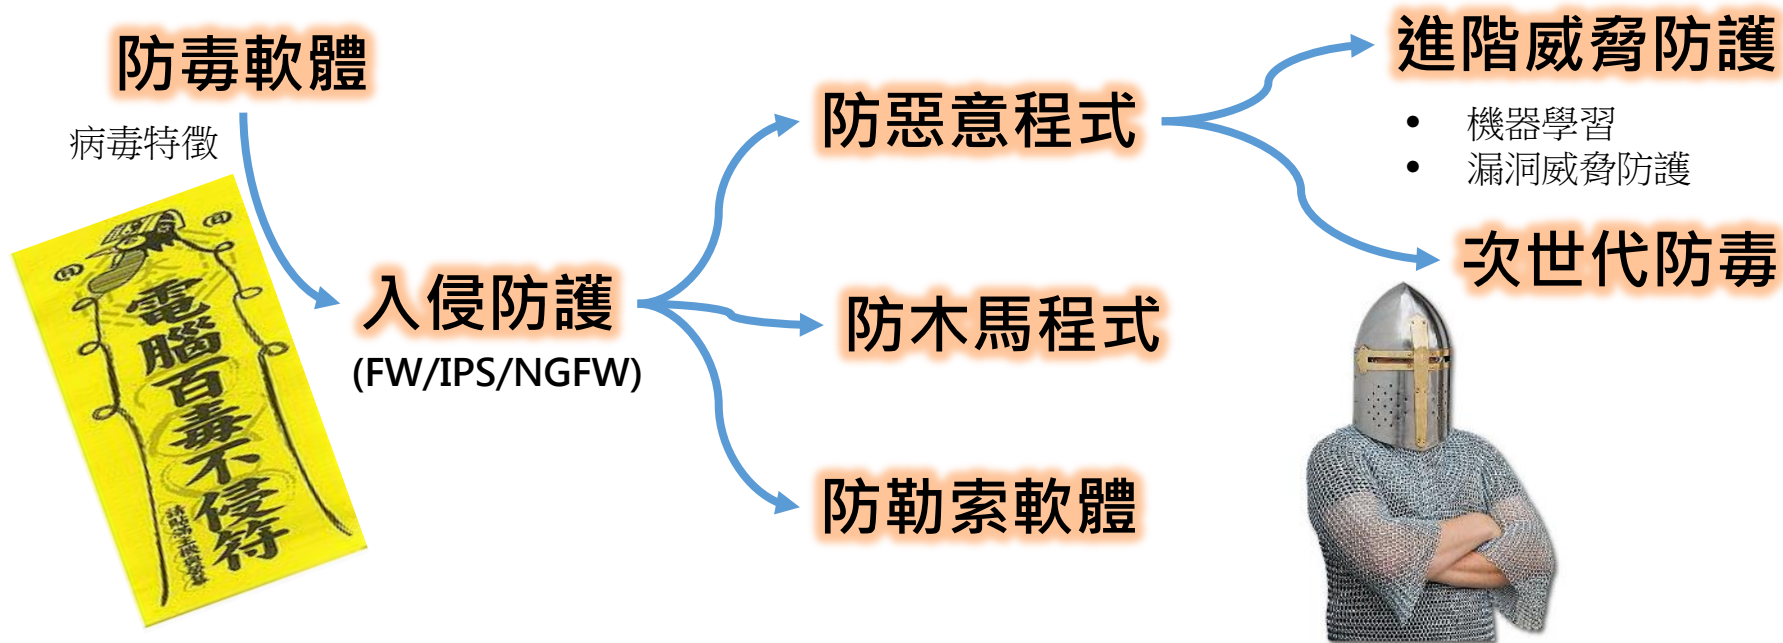 防毒軟體
病毒特徵
電腦百毒不侵符
入侵防護
(FW/IPS/NGFW)
防惡意程式
防木馬程式
防勒索軟體
進階威脅防護
• 機器學習
• 漏洞威脅防護
次世代防毒